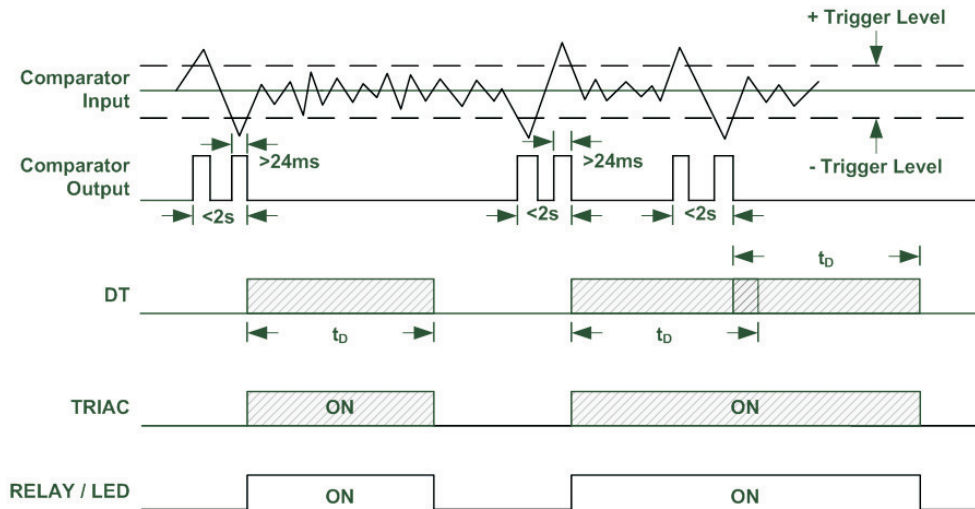 + Trigger Level
Comparator
Input
>24ms
>24ms
Comparator
Output
- Trigger Level
<2s
<2s
<2s
tD
DT
tD
tD
TRIAC
ON
ON
RELAY / LED
ON
ON